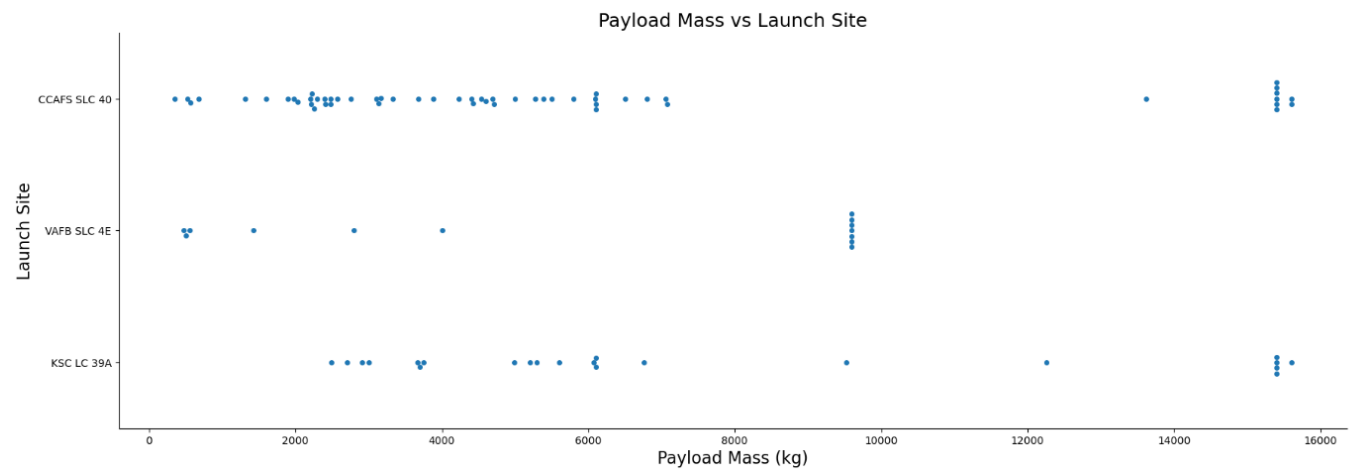 Payload Mass vs Launch Site
CCAFS SLC 40
VAFB SLC 4E
KSC LC 39A
Launch Site
0 2000 4000 6000 8000 10000 12000 14000 16000
Payload Mass (kg)